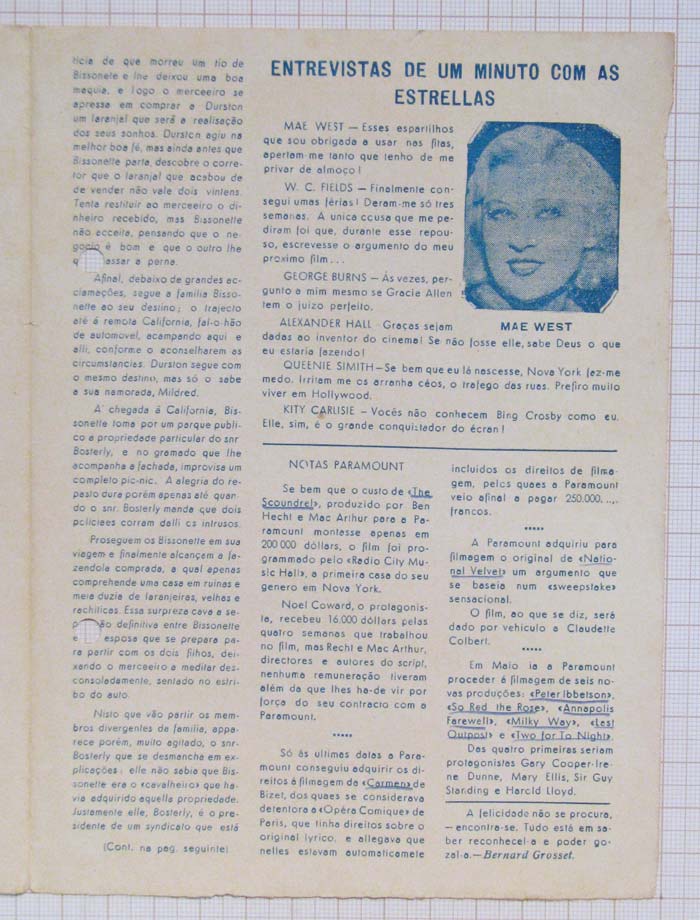 tícia de que morreu um tio de
Bissonette e lhe deixou uma boa
maquia, e logo o merceeiro se
apressa em comprar a Durston
um laranjal que será a realisação
dos seus sonhos. Durston agiu na
melhor boa fé, mas ainda antes que
Bissonette parta, descobre o corre-
tor que o laranjal que acabou de
de vender não vale dois vintens.
Tenta restituir ao merceeiro o di-
nheiro recebido, mas Bissonette
não acceita, pensando que o ne-
gocio é bom e que o outro lhe
q assar a perna.
Afinal, debaixo de grandes ac-
clamações, segue a familia Bisso-
nette ao seu destino; o trajecto
até á remota California, fal-o-hão
de automovel, acampando aqui e
alli, conforme o aconselharem as
circumstancias. Durston segue com
o mesmo destino, mas só o sabe
a sua namorada, Mildred.
A' chegada á California, Bis-
sonette toma por um parque publi-
co a propriedade particular do snr
Bosterly, e no gramado que lhe
acompanha a fachada, improvisa um
completo pic-nic. A alegria do re-
pasto dura porém apenas até quan-
do o snr. Bosterly manda que dois
policiaes corram dalli os intrusos.
Proseguem os Bissonette em sua
viagem e finalmente alcançem a fa-
zendola comprada, a qual apenas
comprehende uma casa em ruinas e
meia duzia de laranjeiras, velhas e
rachiticas. Essa surpreza cava a se-
p ão definitiva entre Bissonette
e esposa que se prepara pa-
ra partir com os dois filhos, dei-
xando o merceeiro a meditar des-
consoladamente, sentado no estri-
bo do auto.
Nisto que vão partir os mem-
bros divergentes da familia, appa-
rece porém, muito agitado, o snr-
Bosterly que se desmancha em ex-
plicações: elle não sabia que Bis-
sonette era o «cavalheiro» que ha-
via adquirido aquella propriedade.
Justamente elle, Bosterly, é o pre-
sidente de um syndicato que está
(Cont. na pag. seguinte)
ENTREVISTAS DE UM MINUTO COM AS
ESTRELLAS
MAE WEST — Esses espartilhos
que sou obrigada a usar nas fitas,
apertam-me tanto que tenho de me
privar de almoço!
W. C. FIELDS — Finalmente con-
segui umas férias! Deram-me só tres
semanas. A unica cousa que me pe-
diram foi que, durante esse repou-
so, escrevesse o argumento do meu
proximo film...
GEORGE BURNS — Ás vezes, per-
gunto a mim mesmo se Gracie Allen
tem o juizo perfeito.
MAE WEST
ALEXANDER HALL - Graças sejam
dadas ao inventor do cinema! Se não fosse elle, sabe Deus o que
eu estaria fazendo!
QUEENIE SIMITH — Se bem que eu lá nascesse, Nova York faz-me
medo. Irritam me os arranha céos, o trafego das ruas. Prefiro muito
viver em Hollywood.
KITY CARLISIE — Vocês não conhecem Bing Crosby como eu.
Elle, sim, é o grande conquistador do écran!
NOTAS PARAMOUNT
Se bem que o custo de «The
Scoundrel», produzido por Ben
Hecht e Mac Arthur para a Pa-
ramount montasse apenas em
200 000 dóllars, o film foi pro-
grammado pelo «Radio City Mu-
sic Hall», a primeira casa do seu
genero em Nova York.
Noel Coward, o protagonis-
ta, recebeu 16.000 dóllars pelas
quatro semanas que trabalhou
no film, mas Recht e Mac Arthur,
directores e autores do script,
nenhuma remuneração tiveram
além da que lhes ha-de vir por
força do seu contracto com a
Paramount.
*****
Só ás ultimas datas a Para-
mount conseguiu adquirir os di-
reitos á filmagem da «Carmen» de
Bizet, dos quaes se considerava
detentora a «Opéra Comique» de
Paris, que tinha direitos sobre o
original lyrico, e allegava que
nelles estavam automaticamete
incluidos os direitos de filma-
gem, pelos quaes a Paramount
veio afinal a pagar 250.000.....
francos.
*****
A Paramount adquiriu para
filmagem o original de «Natio-
nal Velvet» um argumento que
se baseia num «sweepstake»
sensacional.
O film, ao que se diz, será
dado por vehiculo a Claudette
Colbert.
*****
Em Maio ia a Paramount
proceder á filmagem de seis no-
vas produções: «Peter Ibbetson»,
«So Red the Rose», «Annapolis
Farewell», «Milky Way», «Last
Outpost» e «Two for To Night».
Das quatro primeiras seriam
protagonistas Gary Cooper-Ire-
ne Dunne, Mary Ellis, Sir Guy
Standing e Harold Lloyd.
A felicidade não se procura,
— encontra-se. Tudo está em sa-
ber reconhecel-a e poder go-
zal-a. — Bernard Grosset.